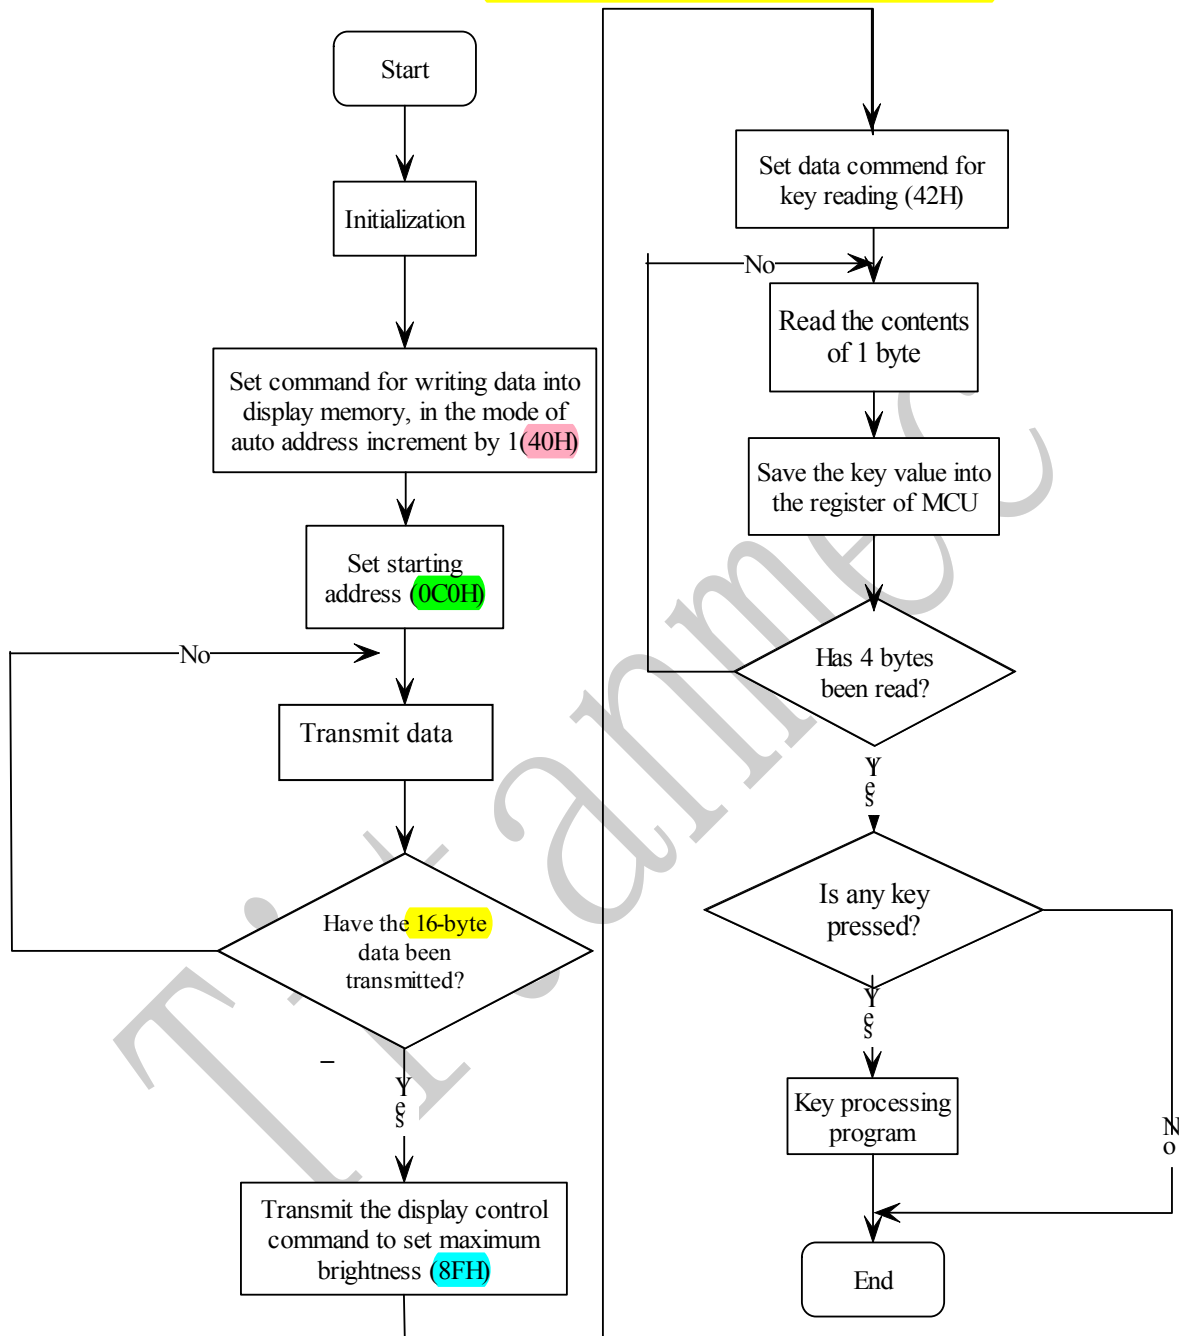 Start
Initialization
Set command for writing data into
display memory, in the mode of
auto address increment by 1(40H)
Set starting
address (0C0H)
No
Transmit data
Have the 16-byte
data been
transmitted?
Yes
Transmit the display control
command to set maximum
brightness (8FH)
Set data commend for
key reading (42H)
No
Read the contents
of 1 byte
Save the key value into
the register of MCU
Has 4 bytes
been read?
Yes
Is any key
pressed?
Yes
No
Key processing
program
End
Titanmec